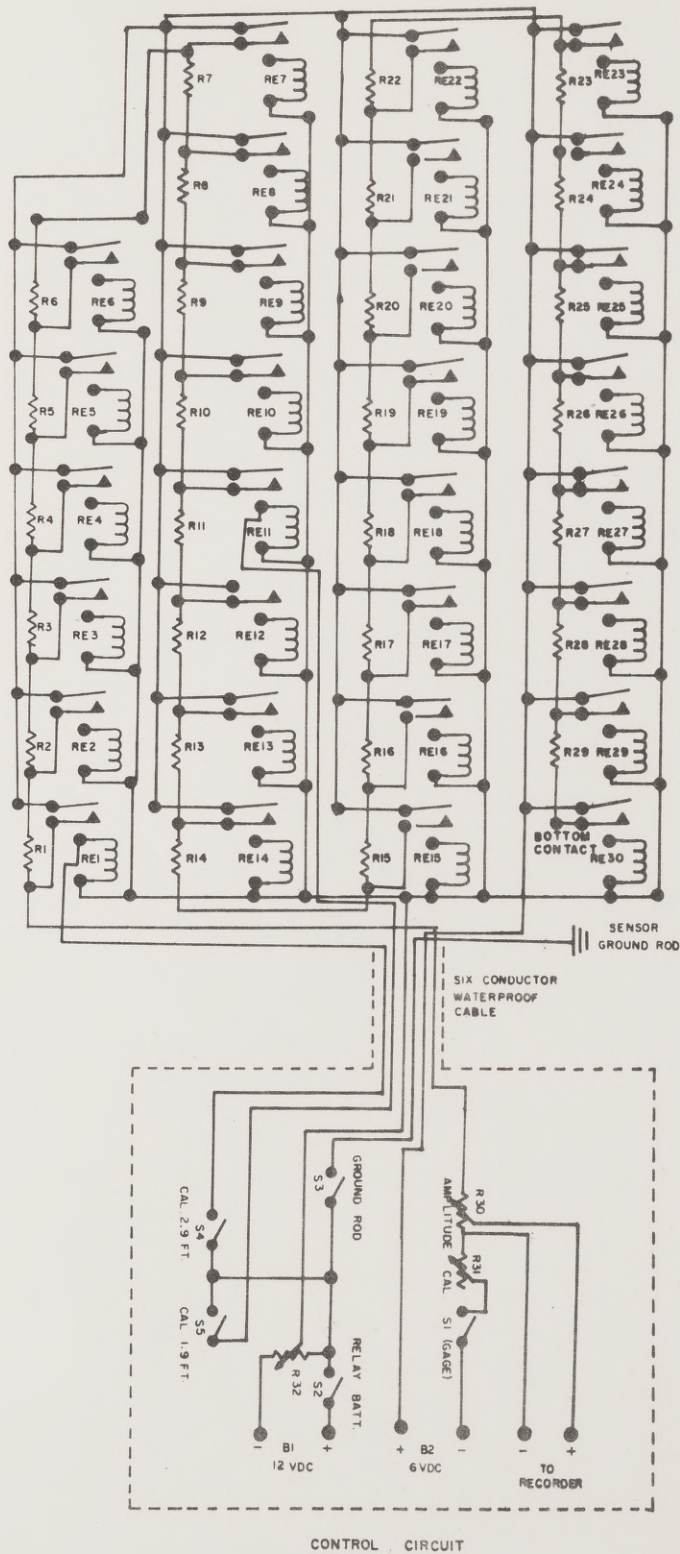 R7 RE7 R22 RE22 R23 RE23
R8 RE8 R21 RE21 R24 RE24
R6 RE6 R9 RE9 R20 RE20 R25 RE25
R5 RE5 R10 RE10 R19 RE19 R26 RE26
R4 RE4 R11 RE11 R18 RE18 R27 RE27
R3 RE3 R12 RE12 R17 RE17 R28 RE28
R2 RE2 R13 RE13 R16 RE16 R29 RE29
R1 RE1 R14 RE14 R15 RE15 RE30
BOTTOM
CONTACT
SENSOR
GROUND ROD
SIX CONDUCTOR
WATERPROOF
CABLE
CAL 2.9 FT.
S4
S3
GROUND ROD
AMPLITUDE CAL
R30
R31
S1 (GAGE)
CAL 1.9 FT.
S5
R32
S2
RELAY BATT.
- B1 +
12 VDC
+ B2 -
6 VDC
- +
TO
RECORDER
CONTROL CIRCUIT